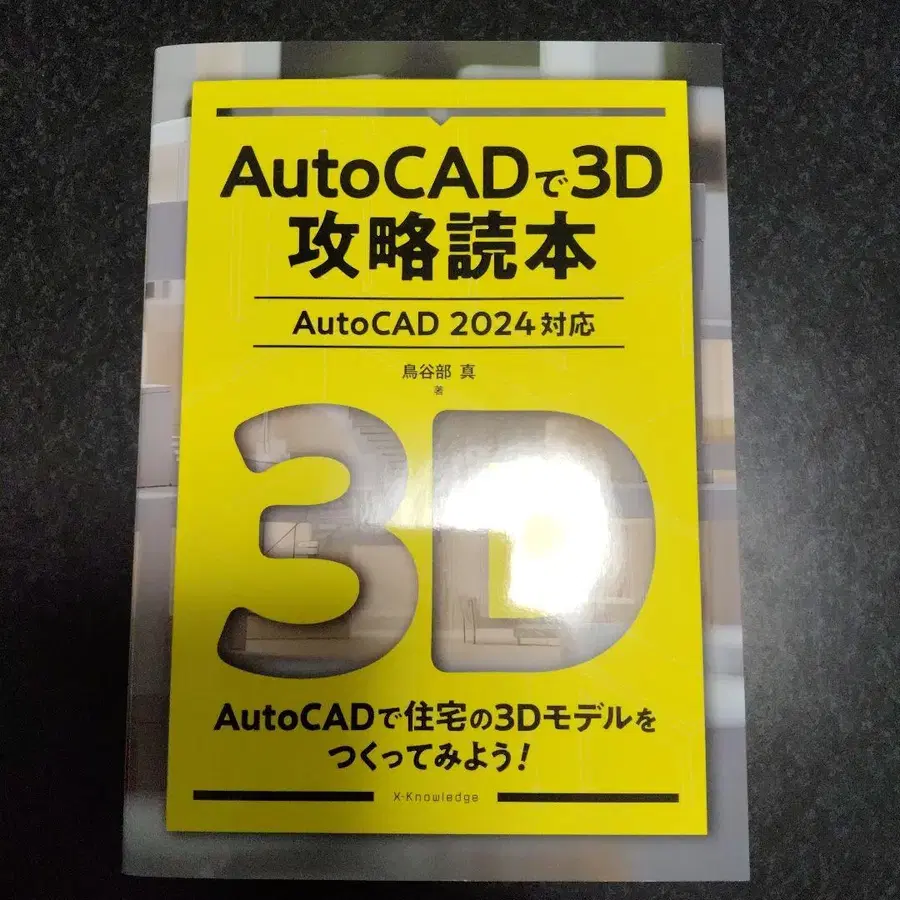 AutoCADで3D
攻略読本
AutoCAD 2024対応
鳥谷部 真
著
3D
AutoCADで住宅の3Dモデルを
つくってみよう!
X-Knowledge